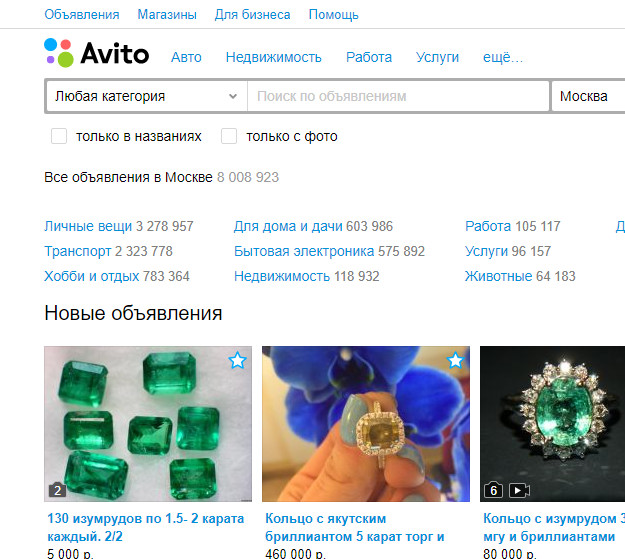 Объявления Магазины Для бизнеса Помощь
Avito Авто Недвижимость Работа Услуги ещё...
Любая категория Поиск по объявлениям Москва
только в названиях только с фото
Все объявления в Москве 8 008 923
Личные вещи 3 278 957 Для дома и дачи 603 986 Работа 105 117 Д
Транспорт 2 323 778 Бытовая электроника 575 892 Услуги 96 157
Хобби и отдых 783 364 Недвижимость 118 932 Животные 64 183
Новые объявления
2 6
130 изумрудов по 1.5- 2 карата Кольцо с якутским Кольцо с изумрудом 3
каждый. 2/2 бриллиантом 5 карат торг и мгу и бриллиантами
5 000 р. 460 000 р. 80 000 р.